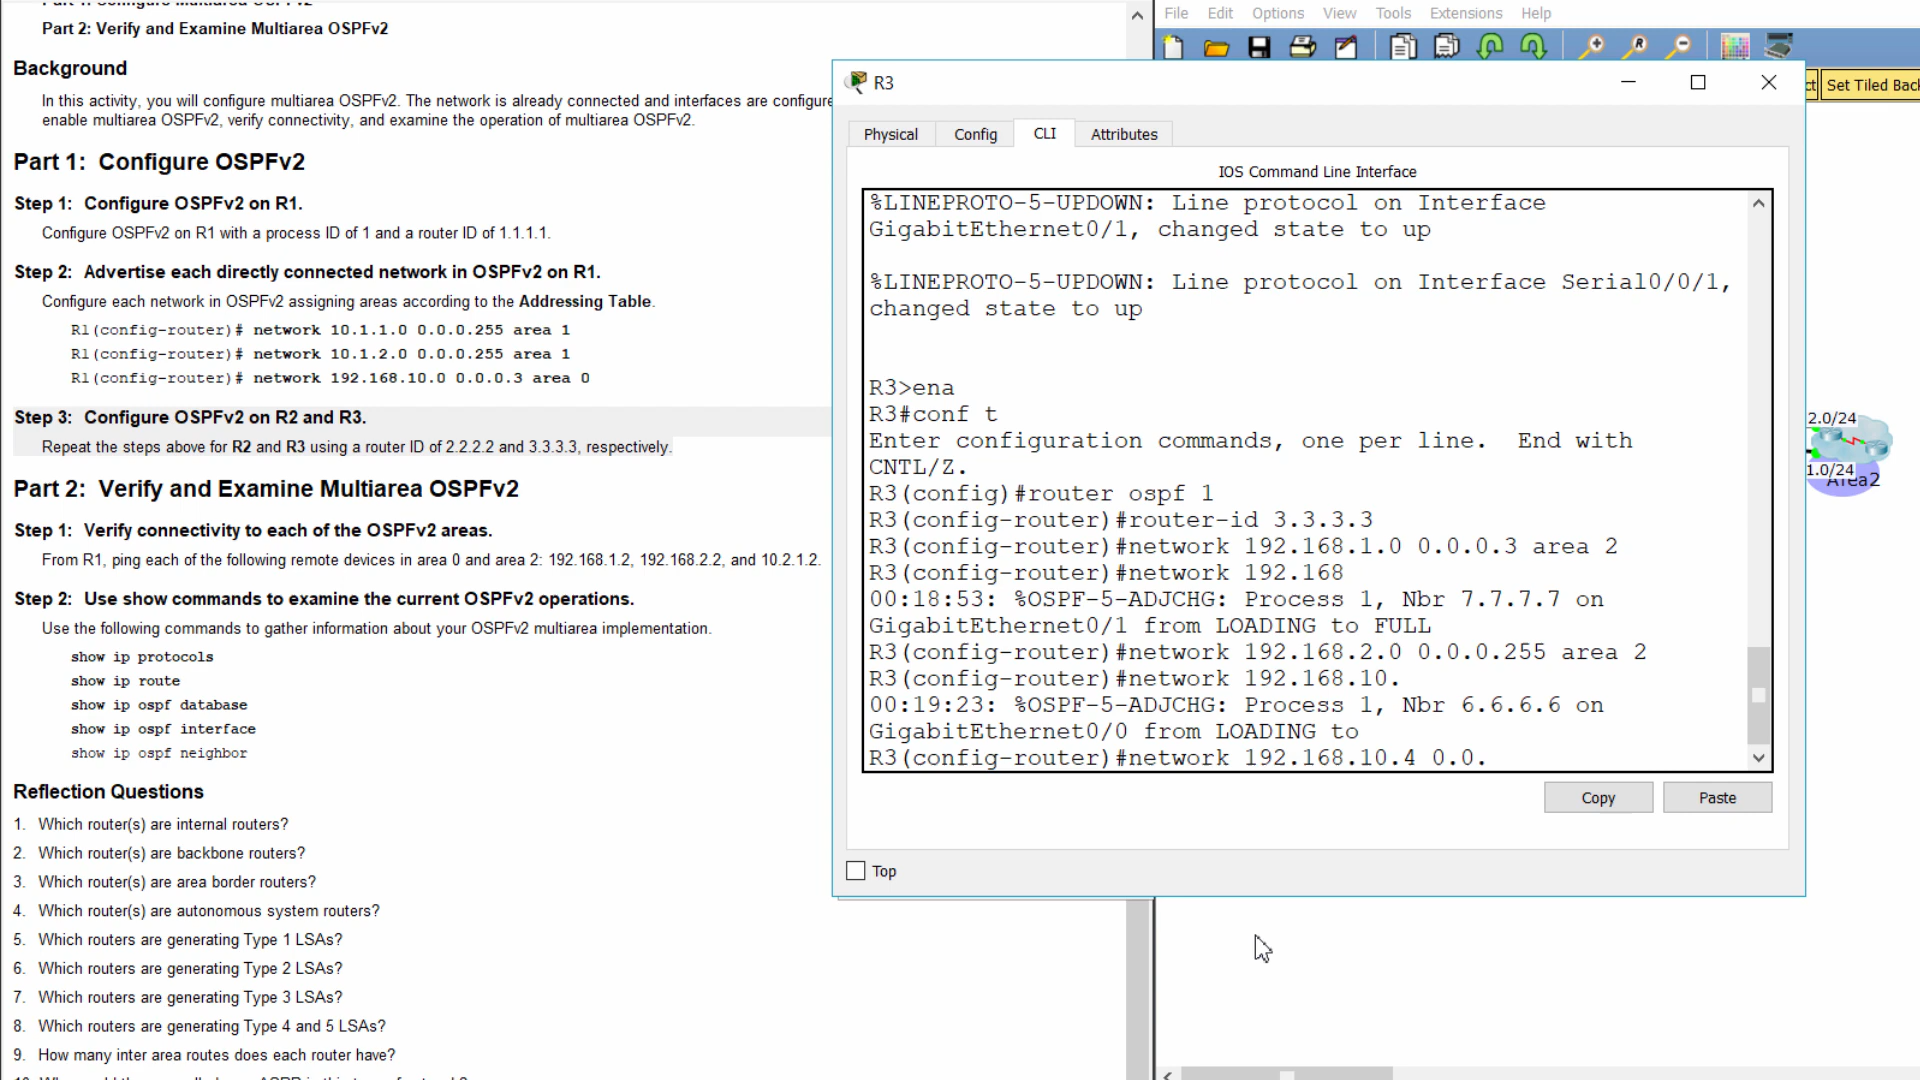 Part 2: Verify and Examine Multiarea OSPFv2
Background
In this activity, you will configure multiarea OSPFv2. The network is already connected and interfaces are configure
enable multiarea OSPFv2, verify connectivity, and examine the operation of multiarea OSPFv2.
Part 1: Configure OSPFv2
Step 1: Configure OSPFv2 on R1.
Configure OSPFv2 on R1 with a process ID of 1 and a router ID of 1.1.1.1.
Step 2: Advertise each directly connected network in OSPFv2 on R1.
Configure each network in OSPFv2 assigning areas according to the Addressing Table.
R1(config-router)# network 10.1.1.0 0.0.0.255 area 1
R1(config-router)# network 10.1.2.0 0.0.0.255 area 1
R1(config-router)# network 192.168.10.0 0.0.0.3 area 0
Step 3: Configure OSPFv2 on R2 and R3.
Repeat the steps above for R2 and R3 using a router ID of 2.2.2.2 and 3.3.3.3, respectively.
Part 2: Verify and Examine Multiarea OSPFv2
Step 1: Verify connectivity to each of the OSPFv2 areas.
From R1, ping each of the following remote devices in area 0 and area 2: 192.168.1.2, 192.168.2.2, and 10.2.1.2.
Step 2: Use show commands to examine the current OSPFv2 operations.
Use the following commands to gather information about your OSPFv2 multiarea implementation.
show ip protocols
show ip route
show ip ospf database
show ip ospf interface
show ip ospf neighbor
Reflection Questions
1. Which router(s) are internal routers?
2. Which router(s) are backbone routers?
3. Which router(s) are area border routers?
4. Which router(s) are autonomous system routers?
5. Which routers are generating Type 1 LSAs?
6. Which routers are generating Type 2 LSAs?
7. Which routers are generating Type 3 LSAs?
8. Which routers are generating Type 4 and 5 LSAs?
9. How many inter area routes does each router have?
File Edit Options View Tools Extensions Help
R3
ct Set Tiled Back
Physical Config CLI Attributes
IOS Command Line Interface
%LINEPROTO-5-UPDOWN: Line protocol on Interface
GigabitEthernet0/1, changed state to up
%LINEPROTO-5-UPDOWN: Line protocol on Interface Serial0/0/1,
changed state to up
R3>ena
R3#conf t
Enter configuration commands, one per line. End with
CNTL/Z.
R3(config)#router ospf 1
R3(config-router)#router-id 3.3.3.3
R3(config-router)#network 192.168.1.0 0.0.0.3 area 2
R3(config-router)#network 192.168
00:18:53: %OSPF-5-ADJCHG: Process 1, Nbr 7.7.7.7 on
GigabitEthernet0/1 from LOADING to FULL
R3(config-router)#network 192.168.2.0 0.0.0.255 area 2
R3(config-router)#network 192.168.10.
00:19:23: %OSPF-5-ADJCHG: Process 1, Nbr 6.6.6.6 on
GigabitEthernet0/0 from LOADING to
R3(config-router)#network 192.168.10.4 0.0.
Copy Paste
Top
2.0/24
1.0/24
Area2